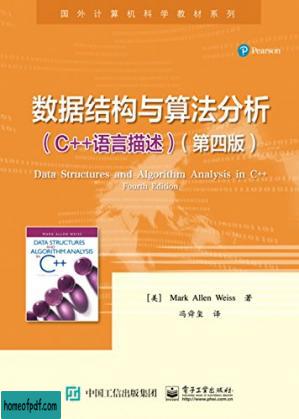 国外计算机科学教材系列
Pearson
数据结构与算法分析
(C++语言描述)(第四版)
Data Structures and Algorithm Analysis in C++
Fourth Edition
MARK ALLEN WEISS
DATA STRUCTURES
AND
ALGORITHM ANALYSIS
IN
C++
[美] Mark Allen Weiss 著
冯舜玺 译
中国工信出版集团
电子工业出版社
homeofpdf.com